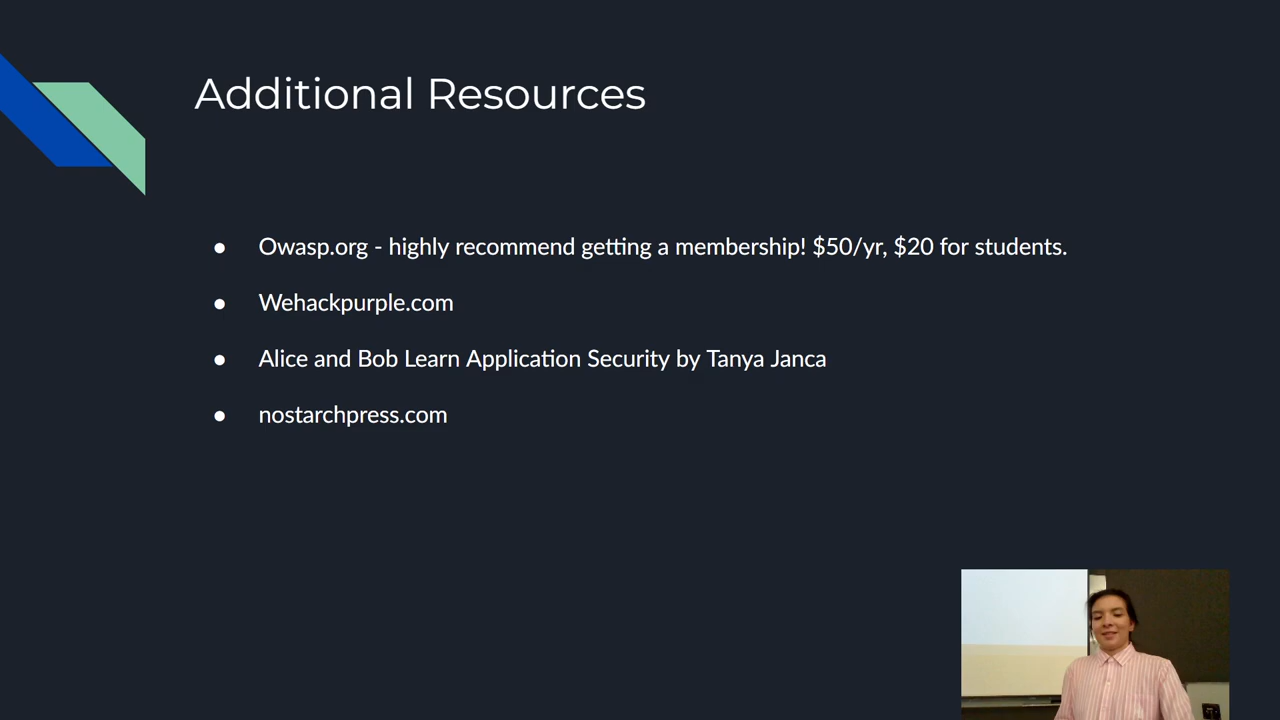 Additional Resources
● Owasp.org - highly recommend getting a membership! $50/yr, $20 for students.
● Wehackpurple.com
● Alice and Bob Learn Application Security by Tanya Janca
● nostarchpress.com